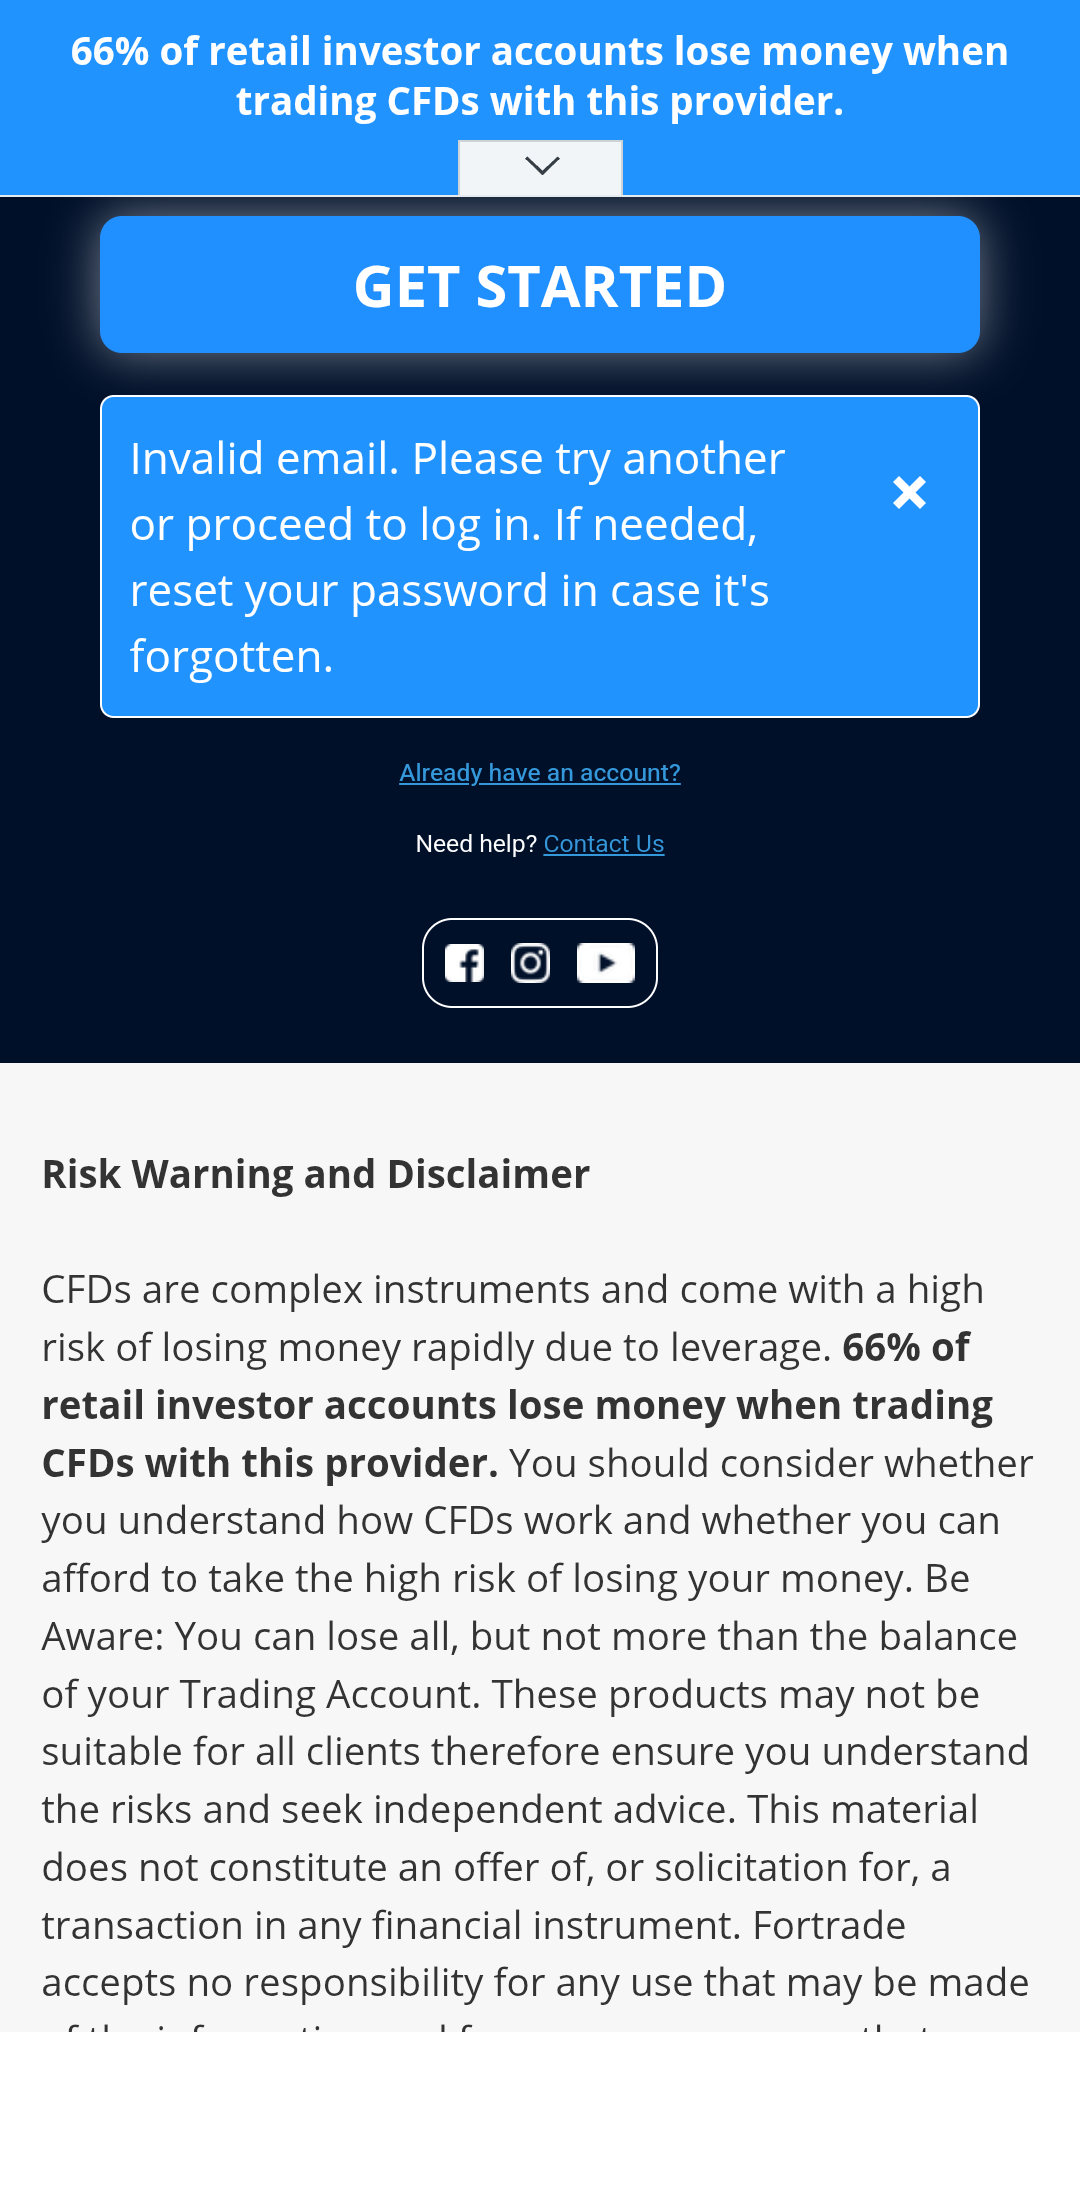 66% of retail investor accounts lose money when
trading CFDs with this provider.
GET STARTED
Invalid email. Please try another
or proceed to log in. If needed,
reset your password in case it's
forgotten.
Already have an account?
Need help? Contact Us
Risk Warning and Disclaimer
CFDs are complex instruments and come with a high
risk of losing money rapidly due to leverage. 66% of
retail investor accounts lose money when trading
CFDs with this provider. You should consider whether
you understand how CFDs work and whether you can
afford to take the high risk of losing your money. Be
Aware: You can lose all, but not more than the balance
of your Trading Account. These products may not be
suitable for all clients therefore ensure you understand
the risks and seek independent advice. This material
does not constitute an offer of, or solicitation for, a
transaction in any financial instrument. Fortrade
accepts no responsibility for any use that may be made